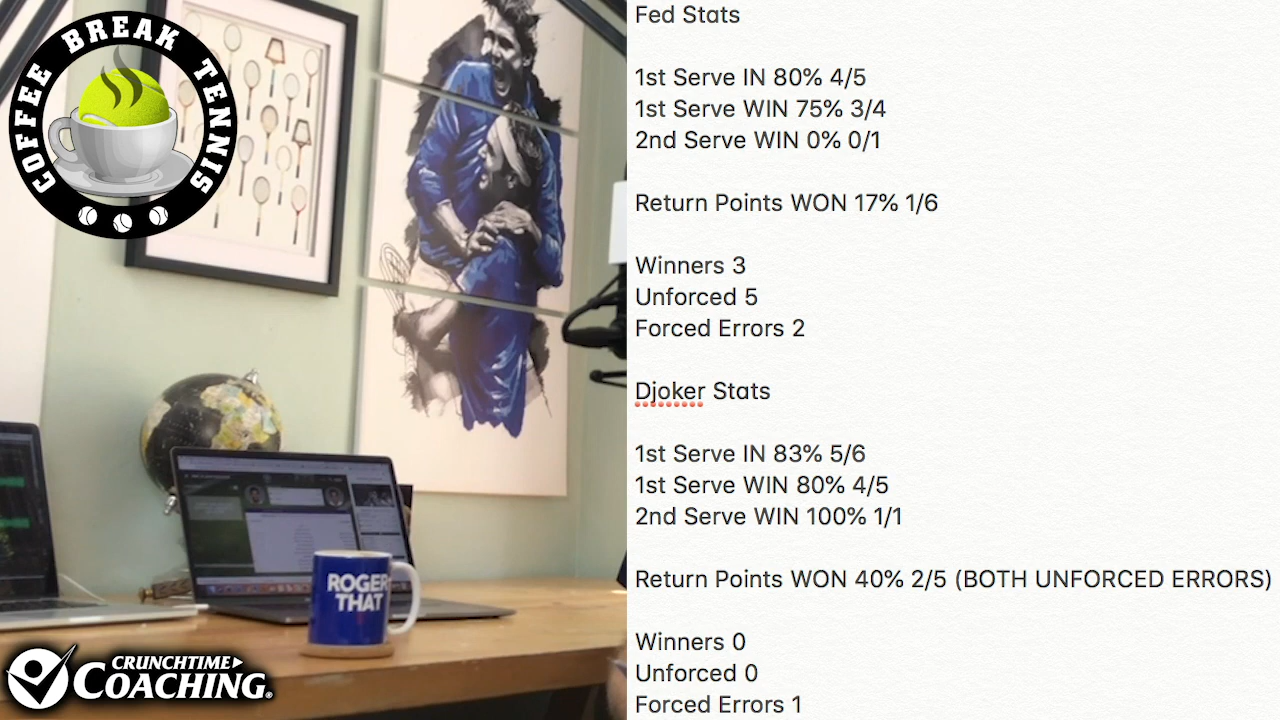 COFFEE BREAK TENNIS
ROGER
THAT
CRUNCHTIME
COACHING
Fed Stats
1st Serve IN 80% 4/5
1st Serve WIN 75% 3/4
2nd Serve WIN 0% 0/1
Return Points WON 17% 1/6
Winners 3
Unforced 5
Forced Errors 2
Djoker Stats
1st Serve IN 83% 5/6
1st Serve WIN 80% 4/5
2nd Serve WIN 100% 1/1
Return Points WON 40% 2/5 (BOTH UNFORCED ERRORS)
Winners 0
Unforced 0
Forced Errors 1